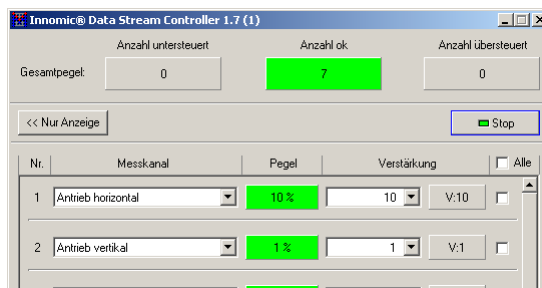 Innomic® Data Stream Controller 1.7 (1)
Anzahl untersteuert Anzahl ok Anzahl übersteuert
Gesamtpegel: 0 7 0
<< Nur Anzeige Stop
Nr. Messkanal Pegel Verstärkung Alle
1 Antrieb horizontal 10 % 10 V:10
2 Antrieb vertikal 1 % 1 V:1